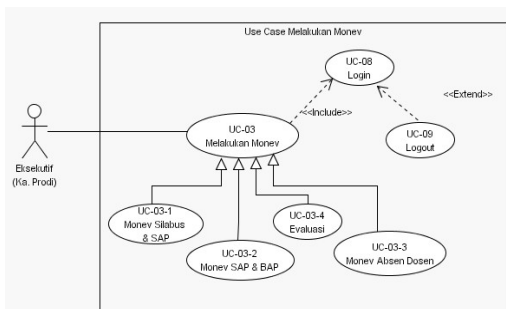 Use Case Melakukan Monev
UC-08
Login
<<Include>>
<<Extend>>
UC-09
Logout
UC-03
Melakukan Monev
Eksekutif
(Ka. Prodi)
UC-03-1
Monev Silabus
& SAP
UC-03-4
Evaluasi
UC-03-2
Monev SAP & BAP
UC-03-3
Monev Absen Dosen